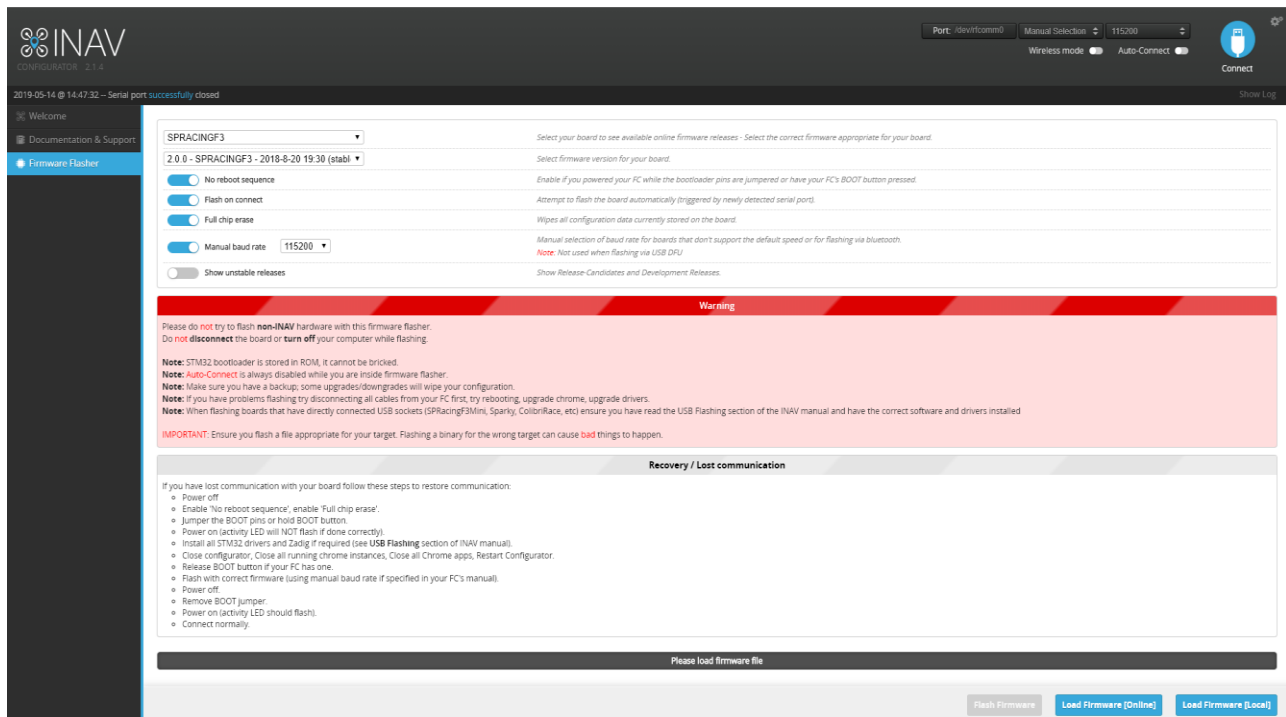 INAV
CONFIGURATOR 2.1.4
Port: /dev/rfcomm0
Manual Selection
115200
Wireless mode
Auto-Connect
Connect
2019-05-14 @ 14:47:32 -- Serial port successfully closed
Show Log
Welcome
Documentation & Support
Firmware Flasher
SPRACINGF3
Select your board to see available online firmware releases - Select the correct firmware appropriate for your board.
2.0.0 - SPRACINGF3 - 2018-8-20 19:30 (stabl
Select firmware version for your board.
No reboot sequence
Enable if you powered your FC while the bootloader pins are jumpered or have your FC's BOOT button pressed.
Flash on connect
Attempt to flash the board automatically (triggered by newly detected serial port).
Full chip erase
Wipes all configuration data currently stored on the board.
Manual baud rate
115200
Manual selection of baud rate for boards that don't support the default speed or for flashing via bluetooth.
Note: Not used when flashing via USB DFU
Show unstable releases
Show Release-Candidates and Development Releases.
Warning
Please do not try to flash non-INAV hardware with this firmware flasher.
Do not disconnect the board or turn off your computer while flashing.
Note: STM32 bootloader is stored in ROM, it cannot be bricked.
Note: Auto-Connect is always disabled while you are inside firmware flasher.
Note: Make sure you have a backup; some upgrades/downgrades will wipe your configuration.
Note: If you have problems flashing try disconnecting all cables from your FC first, try rebooting, upgrade chrome, upgrade drivers.
Note: When flashing boards that have directly connected USB sockets (SPRacingF3Mini, Sparky, ColibriRace, etc) ensure you have read the USB Flashing section of the INAV manual and have the correct software and drivers installed
IMPORTANT: Ensure you flash a file appropriate for your target. Flashing a binary for the wrong target can cause bad things to happen.
Recovery / Lost communication
If you have lost communication with your board follow these steps to restore communication:
Power off
Enable 'No reboot sequence', enable 'Full chip erase'.
Jumper the BOOT pins or hold BOOT button.
Power on (activity LED will NOT flash if done correctly).
Install all STM32 drivers and Zadig if required (see USB Flashing section of INAV manual).
Close configurator, Close all running chrome instances, Close all Chrome apps, Restart Configurator.
Release BOOT button if your FC has one.
Flash with correct firmware (using manual baud rate if specified in your FC's manual).
Power off.
Remove BOOT jumper.
Power on (activity LED should flash).
Connect normally.
Please load firmware file
Flash Firmware
Load Firmware [Online]
Load Firmware [Local]